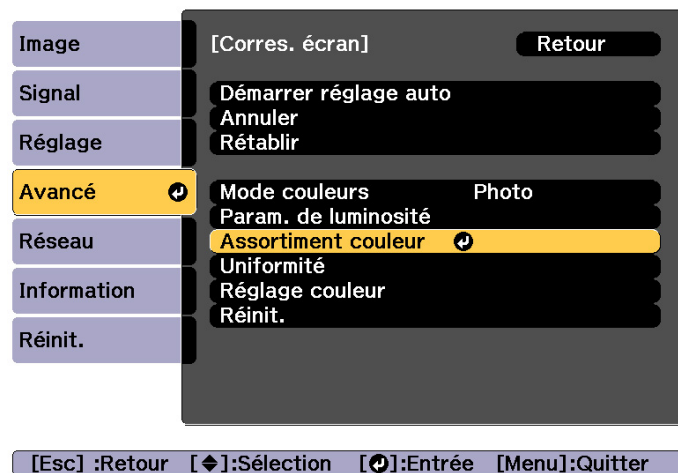 Image
Signal
Réglage
Avancé
Réseau
Information
Réinit.
[Corres. écran] Retour
Démarrer réglage auto
Annuler
Rétablir
Mode couleurs Photo
Param. de luminosité
Assortiment couleur
Uniformité
Réglage couleur
Réinit.
[Esc] :Retour [◆]:Sélection [↵]:Entrée [Menu]:Quitter